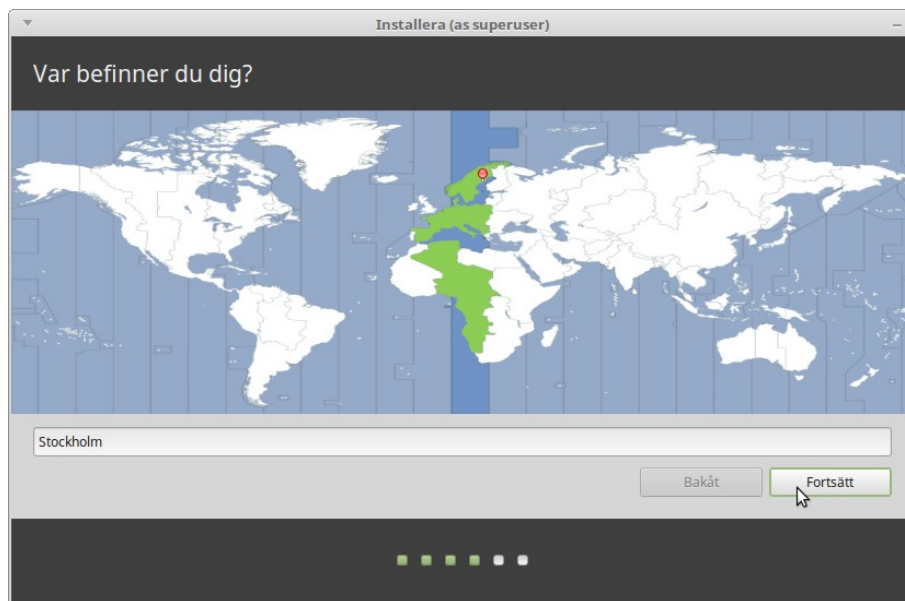 Installera (as superuser)
Var befinner du dig?
Stockholm
Bakåt
Fortsätt